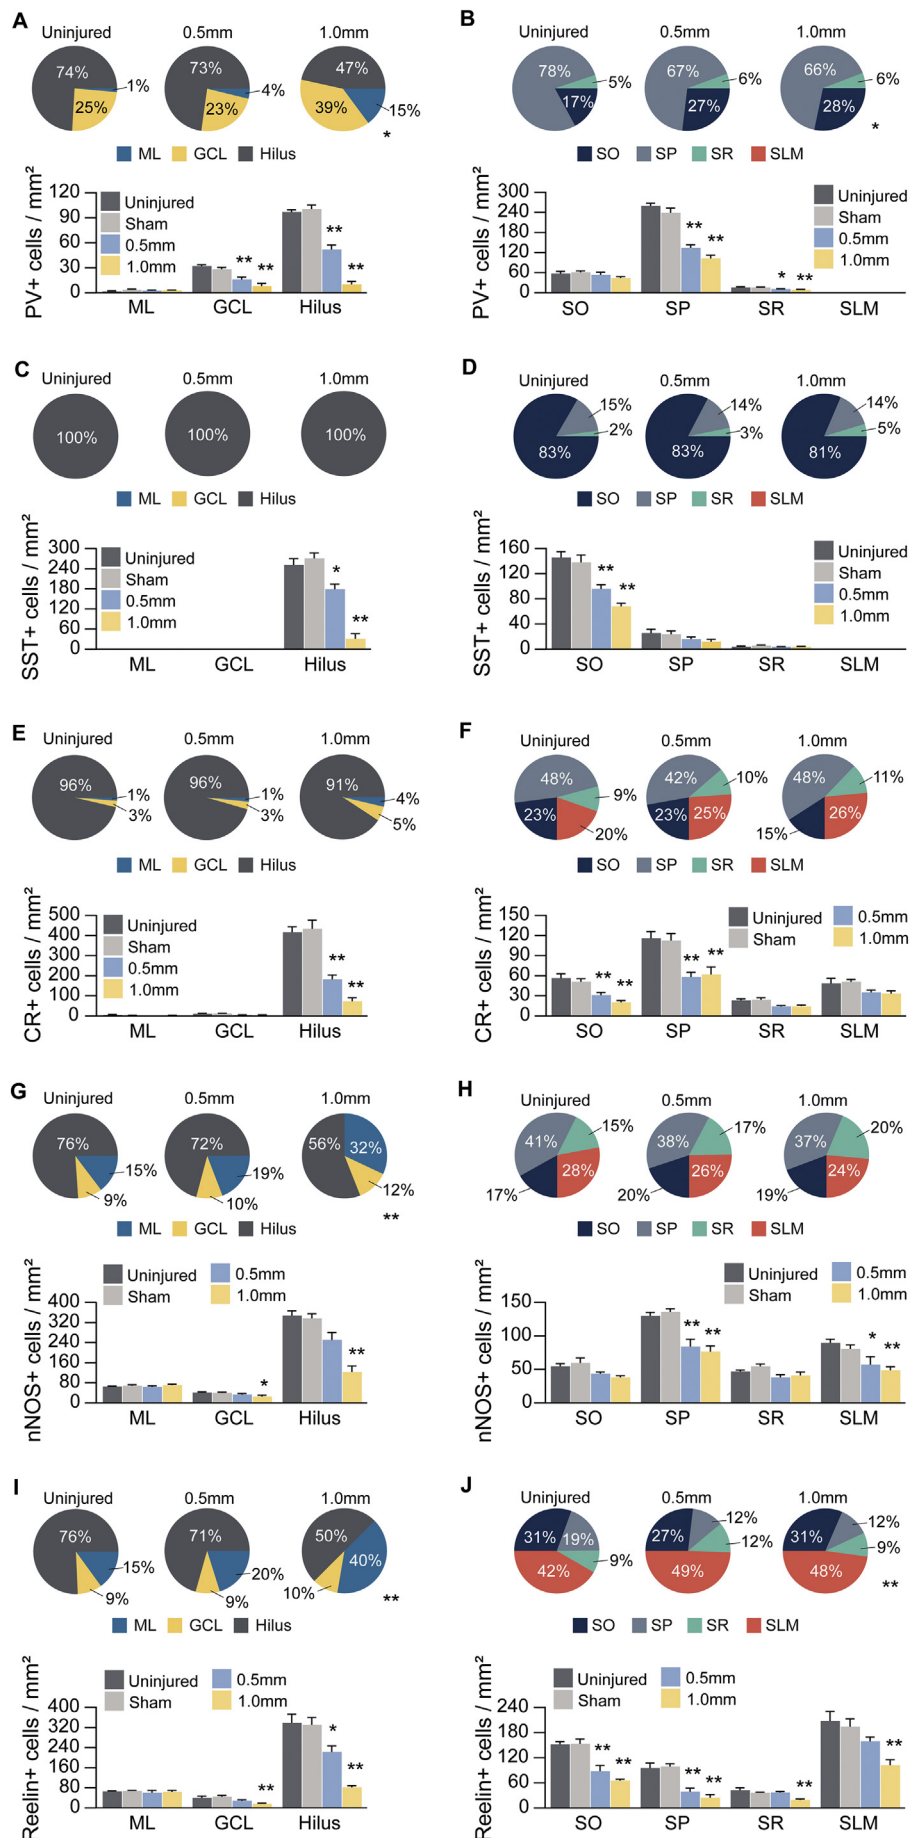 A
Uninjured 0.5mm 1.0mm
74% 1% 25%
73% 4% 23%
47% 15% 39%
*
ML GCL Hilus
PV+ cells / mm²
120
90
60
30
0
Uninjured
Sham
0.5mm
1.0mm
** ** ** **
ML GCL Hilus
B
Uninjured 0.5mm 1.0mm
78% 5% 17%
67% 6% 27%
66% 6% 28%
*
SO SP SR SLM
PV+ cells / mm²
300
240
180
120
60
0
Uninjured
Sham
0.5mm
1.0mm
** ** * **
SO SP SR SLM
C
Uninjured 0.5mm 1.0mm
100% 100% 100%
ML GCL Hilus
SST+ cells / mm²
300
240
180
120
60
0
Uninjured
Sham
0.5mm
1.0mm
* **
ML GCL Hilus
D
Uninjured 0.5mm 1.0mm
15% 2% 83%
14% 3% 83%
14% 5% 81%
SO SP SR SLM
SST+ cells / mm²
160
120
80
40
0
Uninjured
Sham
0.5mm
1.0mm
** **
SO SP SR SLM
E
Uninjured 0.5mm 1.0mm
96% 1% 3%
96% 1% 3%
91% 4% 5%
ML GCL Hilus
CR+ cells / mm²
500
400
300
200
100
0
Uninjured
Sham
0.5mm
1.0mm
** **
ML GCL Hilus
F
Uninjured 0.5mm 1.0mm
48% 9% 23% 20%
42% 10% 23% 25%
48% 11% 15% 26%
SO SP SR SLM
CR+ cells / mm²
150
120
90
60
30
0
Uninjured 0.5mm
Sham 1.0mm
** ** ** **
SO SP SR SLM
G
Uninjured 0.5mm 1.0mm
76% 15% 9%
72% 19% 10%
56% 32% 12%
**
ML GCL Hilus
nNOS+ cells / mm²
400
320
240
160
80
0
Uninjured 0.5mm
Sham 1.0mm
* **
ML GCL Hilus
H
Uninjured 0.5mm 1.0mm
41% 15% 28% 17%
38% 17% 26% 20%
37% 20% 24% 19%
SO SP SR SLM
nNOS+ cells / mm²
150
100
50
0
Uninjured 0.5mm
Sham 1.0mm
** ** * **
SO SP SR SLM
I
Uninjured 0.5mm 1.0mm
76% 15% 9%
71% 20% 9%
50% 40% 10%
**
ML GCL Hilus
Reelin+ cells / mm²
400
320
240
160
80
0
Uninjured 0.5mm
Sham 1.0mm
** * **
ML GCL Hilus
J
Uninjured 0.5mm 1.0mm
31% 19% 9% 42%
27% 12% 12% 49%
31% 12% 9% 48%
**
SO SP SR SLM
Reelin+ cells / mm²
240
180
120
60
0
Uninjured 0.5mm
Sham 1.0mm
** ** ** ** ** **
SO SP SR SLM